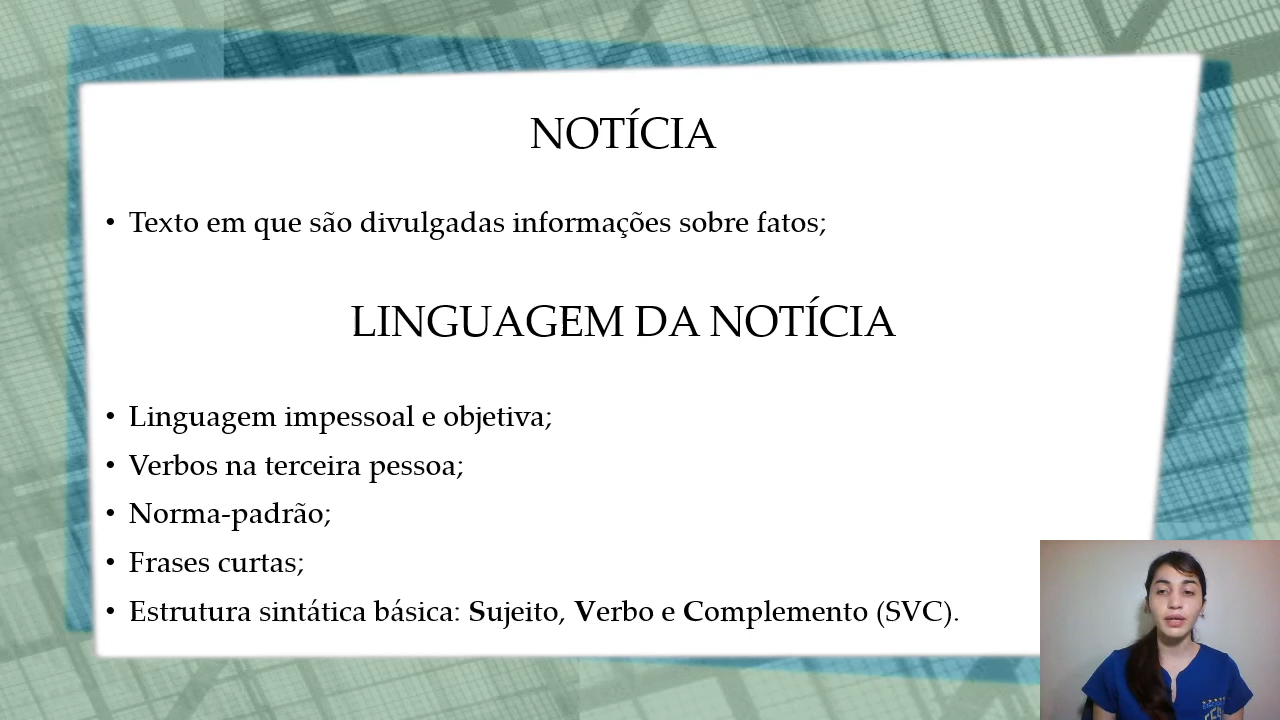 NOTÍCIA
• Texto em que são divulgadas informações sobre fatos;
LINGUAGEM DA NOTÍCIA
• Linguagem impessoal e objetiva;
• Verbos na terceira pessoa;
• Norma-padrão;
• Frases curtas;
• Estrutura sintática básica: Sujeito, Verbo e Complemento (SVC).